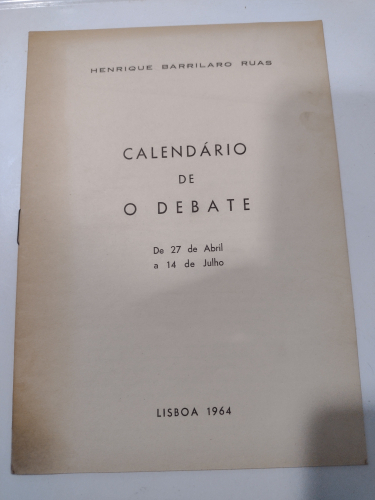 HENRIQUE BARRILARO RUAS
CALENDÁRIO
DE
O DEBATE
De 27 de Abril
a 14 de Julho
LISBOA 1964